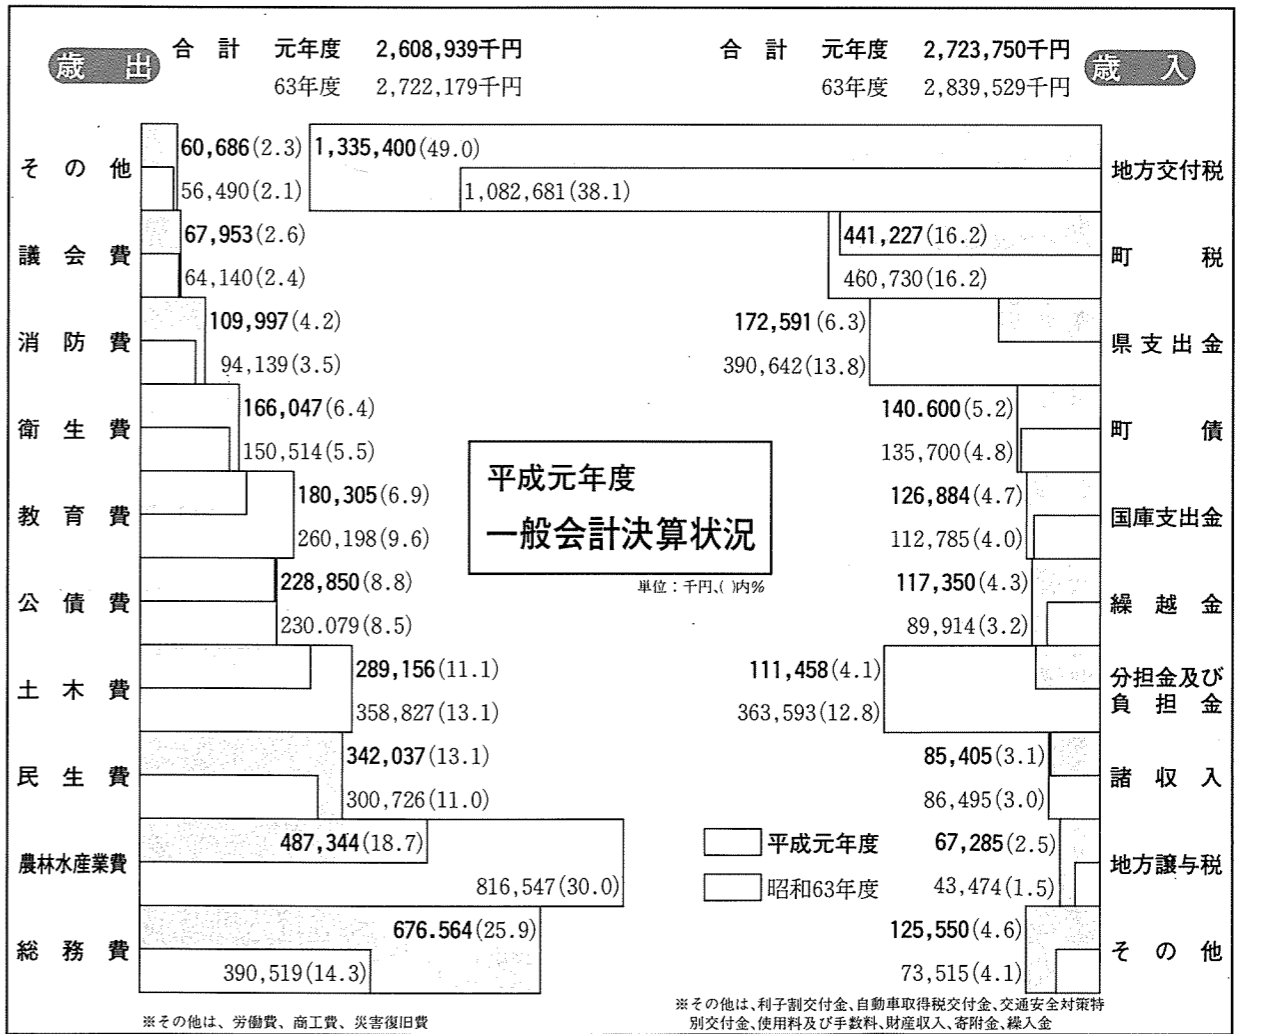 歳出
合計 元年度 2,608,939千円
63年度 2,722,179千円
合計 元年度 2,723,750千円
63年度 2,839,529千円
歳入
その他
60,686(2.3)
56,490(2.1)
議会費
67,953(2.6)
64,140(2.4)
消防費
109,997(4.2)
94,139(3.5)
衛生費
166,047(6.4)
150,514(5.5)
教育費
180,305(6.9)
260,198(9.6)
公債費
228,850(8.8)
230.079(8.5)
土木費
289,156(11.1)
358,827(13.1)
民生費
342,037(13.1)
300,726(11.0)
農林水産業費
487,344(18.7)
816,547(30.0)
総務費
676.564(25.9)
390,519(14.3)
※その他は、労働費、商工費、災害復旧費
平成元年度
一般会計決算状況
単位：千円、( )内%
1,335,400(49.0)
1,082,681(38.1)
地方交付税
441,227(16.2)
460,730(16.2)
町税
172,591(6.3)
390,642(13.8)
県支出金
140.600(5.2)
135,700(4.8)
町債
126,884(4.7)
112,785(4.0)
国庫支出金
117,350(4.3)
89,914(3.2)
繰越金
111,458(4.1)
363,593(12.8)
分担金及び
負担金
85,405(3.1)
86,495(3.0)
諸収入
平成元年度
昭和63年度
67,285(2.5)
43,474(1.5)
地方譲与税
125,550(4.6)
73,515(4.1)
その他
※その他は、利子割交付金、自動車取得税交付金、交通安全対策特
別交付金、使用料及び手数料、財産収入、寄附金、繰入金